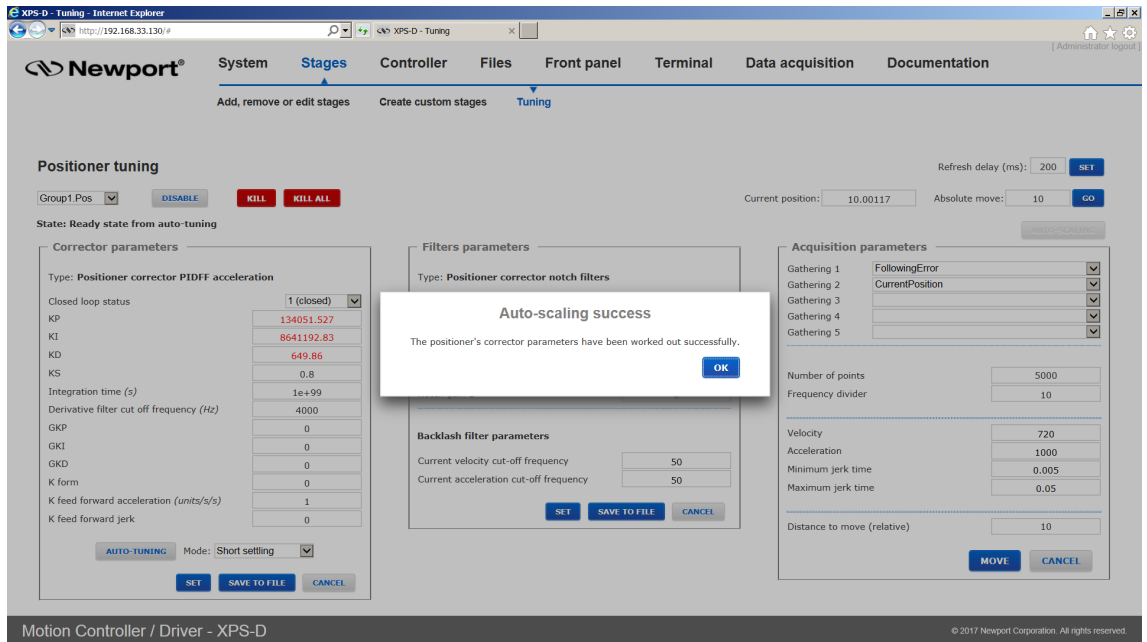 XPS-D - Tuning - Internet Explorer
http://192.168.33.130/#
XPS-D - Tuning
[ Administrator logout ]
Newport®
System Stages Controller Files Front panel Terminal Data acquisition Documentation
Add, remove or edit stages Create custom stages Tuning
Positioner tuning
Refresh delay (ms): 200 SET
Group1.Pos DISABLE KILL KILL ALL
Current position: 10.00117 Absolute move: 10 GO
State: Ready state from auto-tuning
AUTO-SCALING
Corrector parameters
Type: Positioner corrector PIDFF acceleration
Closed loop status 1 (closed)
KP 134051.527
KI 8641192.83
KD 649.86
KS 0.8
Integration time (s) 1e+99
Derivative filter cut off frequency (Hz) 4000
GKP 0
GKI 0
GKD 0
K form 0
K feed forward acceleration (units/s/s) 1
K feed forward jerk 0
AUTO-TUNING Mode: Short settling
SET SAVE TO FILE CANCEL
Filters parameters
Type: Positioner corrector notch filters
Auto-scaling success
The positioner's corrector parameters have been worked out successfully.
OK
Backlash filter parameters
Current velocity cut-off frequency 50
Current acceleration cut-off frequency 50
SET SAVE TO FILE CANCEL
Acquisition parameters
Gathering 1 FollowingError
Gathering 2 CurrentPosition
Gathering 3
Gathering 4
Gathering 5
Number of points 5000
Frequency divider 10
Velocity 720
Acceleration 1000
Minimum jerk time 0.005
Maximum jerk time 0.05
Distance to move (relative) 10
MOVE CANCEL
Motion Controller / Driver - XPS-D
© 2017 Newport Corporation. All rights reserved.